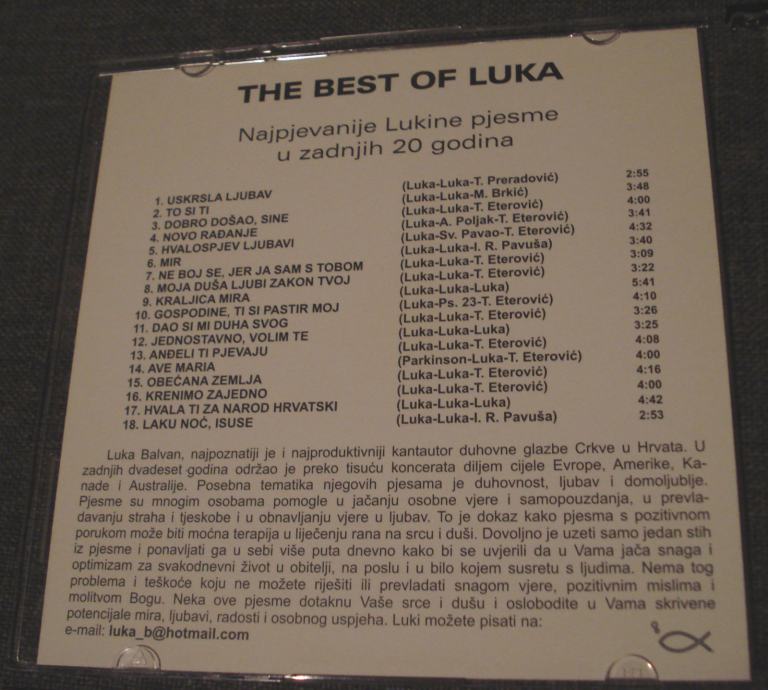 THE BEST OF LUKA
Najpjevanije Lukine pjesme
u zadnjih 20 godina
1. USKRSLA LJUBAV (Luka-Luka-T. Preradović) 2:55
2. TO SI TI (Luka-Luka-M. Brkić) 3:48
3. DOBRO DOŠAO, SINE (Luka-Luka-T. Eterović) 4:00
4. NOVO RAĐANJE (Luka-A. Poljak-T. Eterović) 3:41
5. HVALOSPJEV LJUBAVI (Luka-Sv. Pavao-T. Eterović) 4:32
6. MIR (Luka-Luka-I. R. Pavuša) 3:40
7. NE BOJ SE, JER JA SAM S TOBOM (Luka-Luka-T. Eterović) 3:09
8. MOJA DUŠA LJUBI ZAKON TVOJ (Luka-Luka-T. Eterović) 3:22
9. KRALJICA MIRA (Luka-Luka-Luka) 5:41
10. GOSPODINE, TI SI PASTIR MOJ (Luka-Ps. 23-T. Eterović) 4:10
11. DAO SI MI DUHA SVOG (Luka-Luka-T. Eterović) 3:26
12. JEDNOSTAVNO, VOLIM TE (Luka-Luka-Luka) 3:25
13. ANĐELI TI PJEVAJU (Luka-Luka-T. Eterović) 4:08
14. AVE MARIA (Parkinson-Luka-T. Eterović) 4:00
15. OBEĆANA ZEMLJA (Luka-Luka-T. Eterović) 4:16
16. KRENIMO ZAJEDNO (Luka-Luka-T. Eterović) 4:00
17. HVALA TI ZA NAROD HRVATSKI (Luka-Luka-Luka) 4:42
18. LAKU NOĆ, ISUSE (Luka-Luka-I. R. Pavuša) 2:53
Luka Balvan, najpoznatiji je i najproduktivniji kantautor duhovne glazbe Crkve u Hrvata. U
zadnjih dvadeset godina održao je preko tisuću koncerata diljem cijele Evrope, Amerike, Ka-
nade i Australije. Posebna tematika njegovih pjesama je duhovnost, ljubav i domoljublje.
Pjesme su mnogim osobama pomogle u jačanju osobne vjere i samopouzdanja, u prevla-
davanju straha i tjeskobe i u obnavljanju vjere u ljubav. To je dokaz kako pjesma s pozitivnom
porukom može biti moćna terapija u liječenju rana na srcu i duši. Dovoljno je uzeti samo jedan stih
iz pjesme i ponavljati ga u sebi više puta dnevno kako bi se uvjerili da u Vama jača snaga i
optimizam za svakodnevni život u obitelji, na poslu i u bilo kojem susretu s ljudima. Nema tog
problema i teškoće koju ne možete riješiti ili prevladati snagom vjere, pozitivnim mislima i
molitvom Bogu. Neka ove pjesme dotaknu Vaše srce i dušu i oslobodite u Vama skrivene
potencijale mira, ljubavi, radosti i osobnog uspjeha. Luki možete pisati na:
e-mail: luka_b@hotmail.com